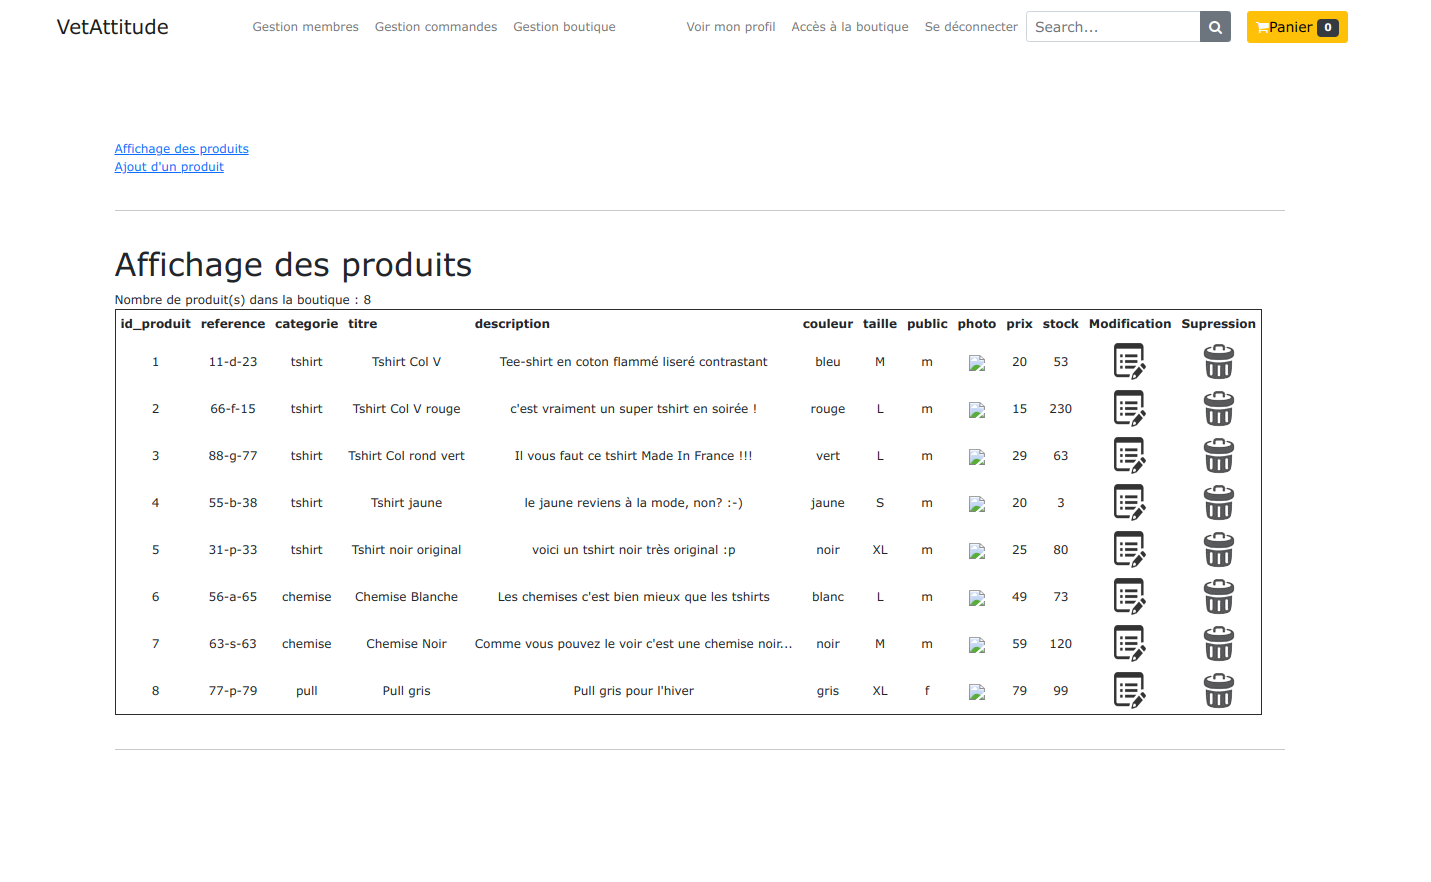 VetAttitude Gestion membres Gestion commandes Gestion boutique Voir mon profil Accès à la boutique Se déconnecter Search... Panier 0
Affichage des produits
Ajout d'un produit
Affichage des produits
Nombre de produit(s) dans la boutique : 8
id_produit reference categorie titre description couleur taille public photo prix stock Modification Supression
1 11-d-23 tshirt Tshirt Col V Tee-shirt en coton flammé liseré contrastant bleu M m 20 53
2 66-f-15 tshirt Tshirt Col V rouge c'est vraiment un super tshirt en soirée ! rouge L m 15 230
3 88-g-77 tshirt Tshirt Col rond vert Il vous faut ce tshirt Made In France !!! vert L m 29 63
4 55-b-38 tshirt Tshirt jaune le jaune reviens à la mode, non? :-) jaune S m 20 3
5 31-p-33 tshirt Tshirt noir original voici un tshirt noir très original :p noir XL m 25 80
6 56-a-65 chemise Chemise Blanche Les chemises c'est bien mieux que les tshirts blanc L m 49 73
7 63-s-63 chemise Chemise Noir Comme vous pouvez le voir c'est une chemise noir... noir M m 59 120
8 77-p-79 pull Pull gris Pull gris pour l'hiver gris XL f 79 99